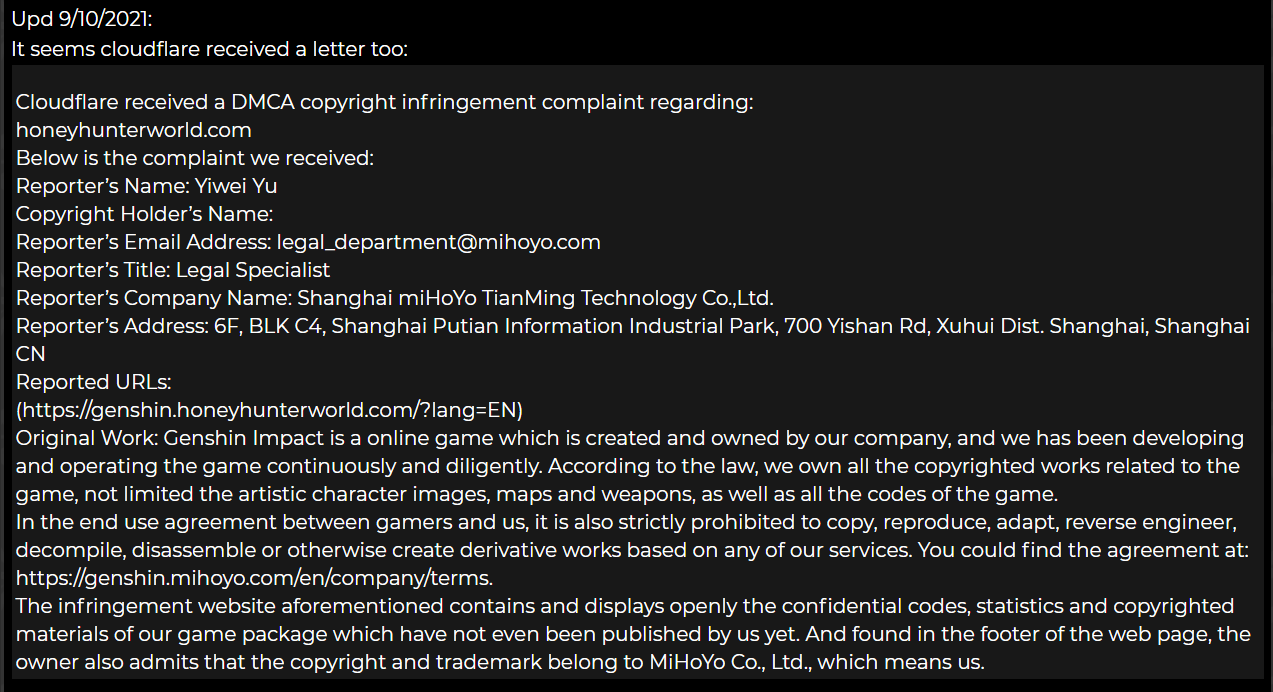 Upd 9/10/2021:
It seems cloudflare received a letter too:
Cloudflare received a DMCA copyright infringement complaint regarding:
honeyhunterworld.com
Below is the complaint we received:
Reporter’s Name: Yiwei Yu
Copyright Holder’s Name:
Reporter’s Email Address: legal_department@mihoyo.com
Reporter’s Title: Legal Specialist
Reporter’s Company Name: Shanghai miHoYo TianMing Technology Co.,Ltd.
Reporter’s Address: 6F, BLK C4, Shanghai Putian Information Industrial Park, 700 Yishan Rd, Xuhui Dist. Shanghai, Shanghai
CN
Reported URLs:
(https://genshin.honeyhunterworld.com/?lang=EN)
Original Work: Genshin Impact is a online game which is created and owned by our company, and we has been developing
and operating the game continuously and diligently. According to the law, we own all the copyrighted works related to the
game, not limited the artistic character images, maps and weapons, as well as all the codes of the game.
In the end use agreement between gamers and us, it is also strictly prohibited to copy, reproduce, adapt, reverse engineer,
decompile, disassemble or otherwise create derivative works based on any of our services. You could find the agreement at:
https://genshin.mihoyo.com/en/company/terms.
The infringement website aforementioned contains and displays openly the confidential codes, statistics and copyrighted
materials of our game package which have not even been published by us yet. And found in the footer of the web page, the
owner also admits that the copyright and trademark belong to MiHoYo Co., Ltd., which means us.